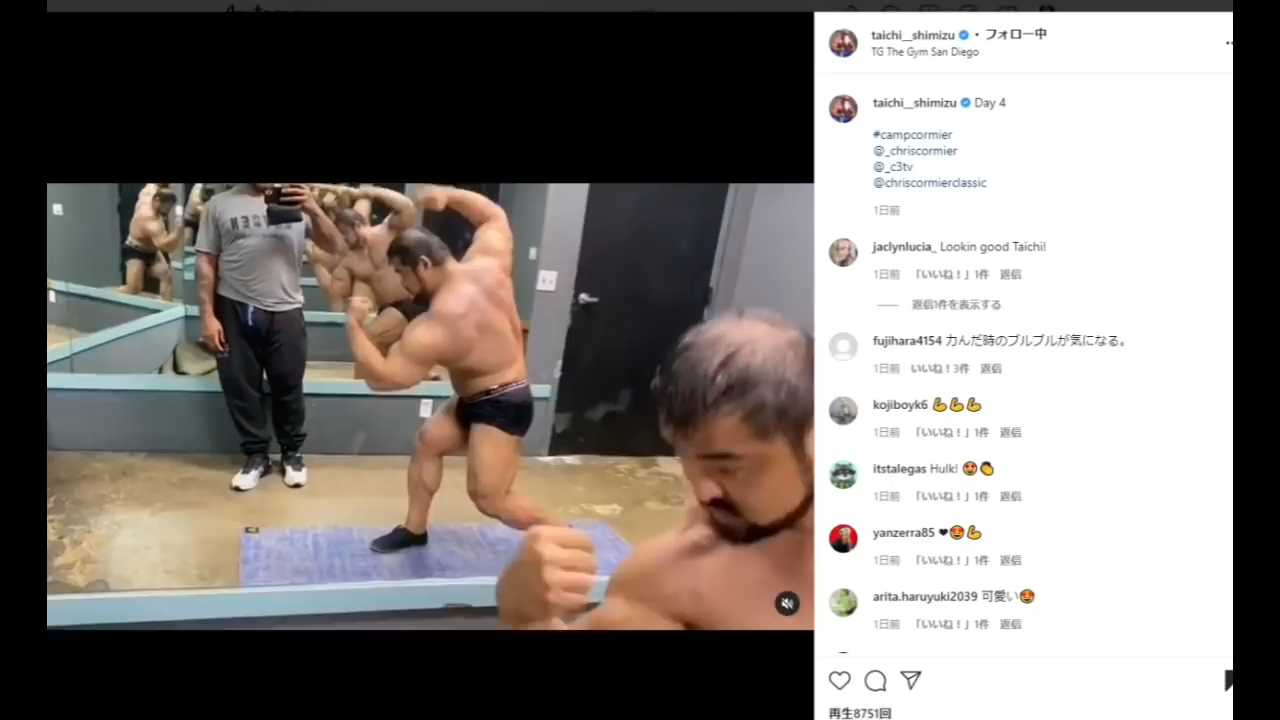 taichi__shimizu • フォロー中
TG The Gym San Diego
taichi__shimizu Day 4
#campcormier
@_chriscormier
@_c3tv
@chriscormierclassic
1日前
jaclynlucia_ Lookin good Taichi!
1日前 「いいね！」1件 返信
返信1件を表示する
fujihara4154 力んだ時のブルブルが気になる。
1日前 いいね！3件 返信
kojiboyk6 💪💪💪
1日前 「いいね！」1件 返信
itstalegas Hulk! 😍👏
1日前 「いいね！」1件 返信
yanzerra85 ❤😍💪
1日前 「いいね！」1件 返信
arita.haruyuki2039 可愛い😍
1日前 「いいね！」1件 返信
再生8751回